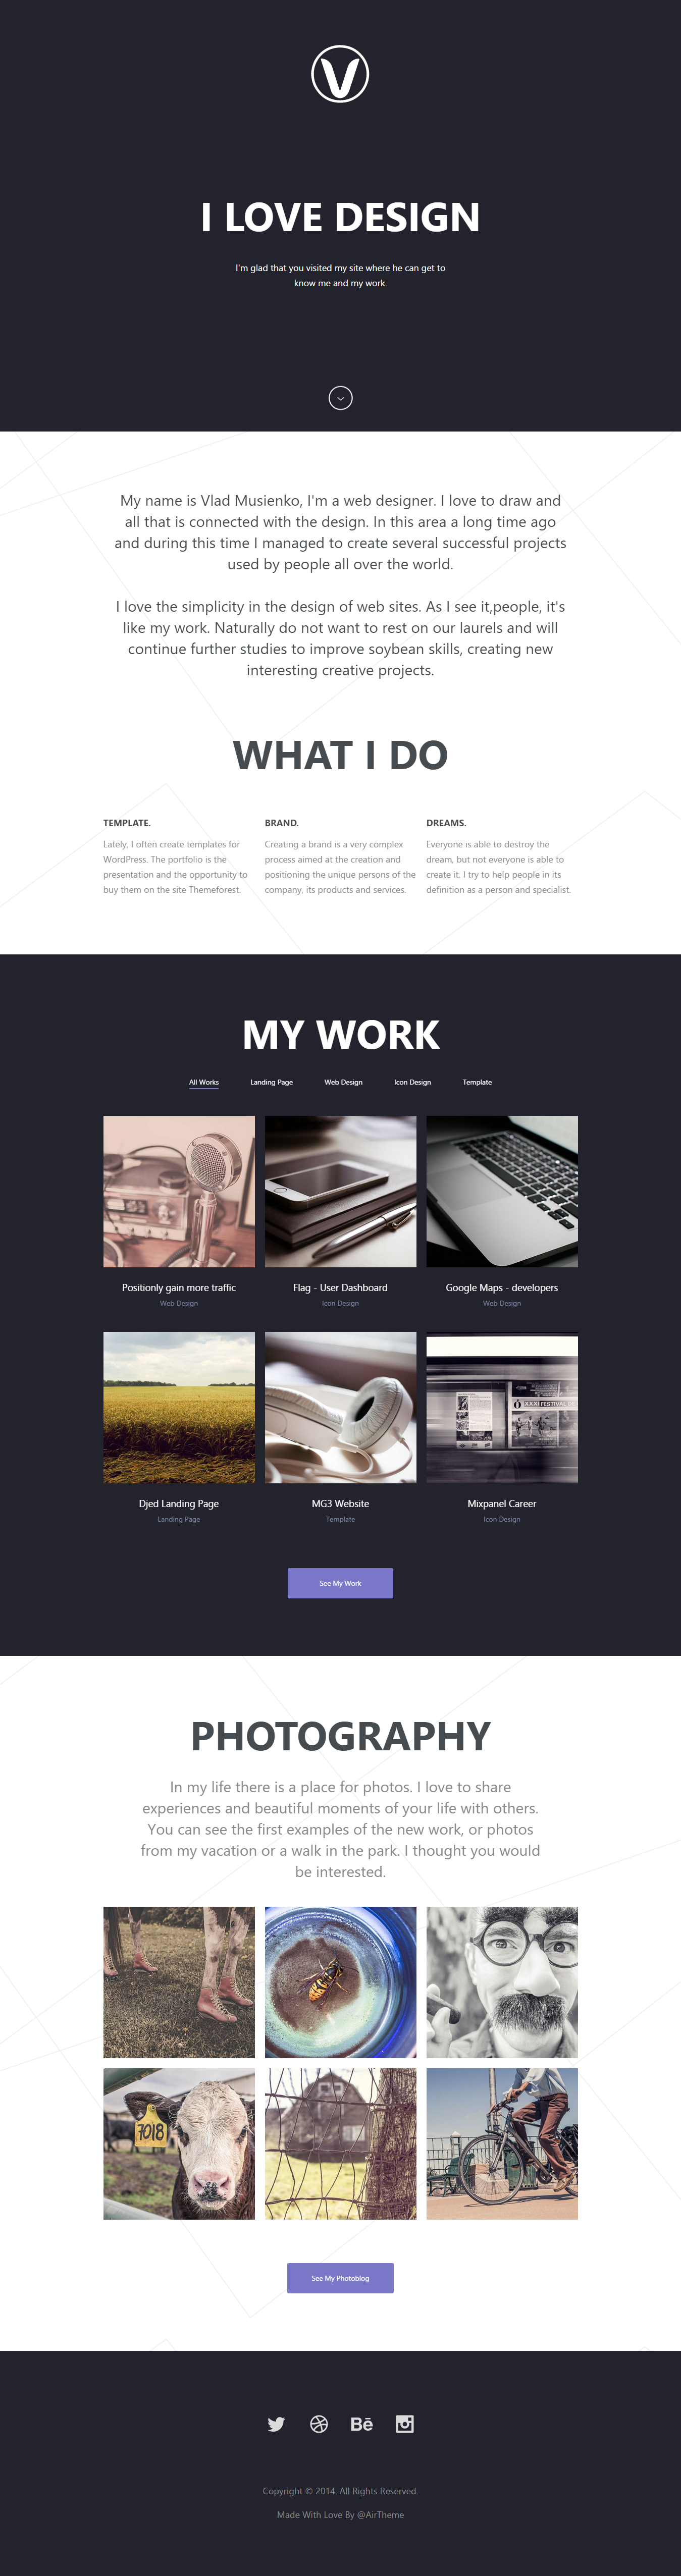 V
I LOVE DESIGN
I'm glad that you visited my site where he can get to
know me and my work.
My name is Vlad Musienko, I'm a web designer. I love to draw and
all that is connected with the design. In this area a long time ago
and during this time I managed to create several successful projects
used by people all over the world.
I love the simplicity in the design of web sites. As I see it,people, it's
like my work. Naturally do not want to rest on our laurels and will
continue further studies to improve soybean skills, creating new
interesting creative projects.
WHAT I DO
TEMPLATE.
Lately, I often create templates for
WordPress. The portfolio is the
presentation and the opportunity to
buy them on the site Themeforest.
BRAND.
Creating a brand is a very complex
process aimed at the creation and
positioning the unique persons of the
company, its products and services.
DREAMS.
Everyone is able to destroy the
dream, but not everyone is able to
create it. I try to help people in its
definition as a person and specialist.
MY WORK
All Works
Landing Page
Web Design
Icon Design
Template
XXXI FESTIVAL
Positionly gain more traffic
Web Design
Flag - User Dashboard
Icon Design
Google Maps - developers
Web Design
Djed Landing Page
Landing Page
MG3 Website
Template
Mixpanel Career
Icon Design
See My Work
PHOTOGRAPHY
In my life there is a place for photos. I love to share
experiences and beautiful moments of your life with others.
You can see the first examples of the new work, or photos
from my vacation or a walk in the park. I thought you would
be interested.
7018
See My Photoblog
Bē
Copyright © 2014. All Rights Reserved.
Made With Love By @AirTheme